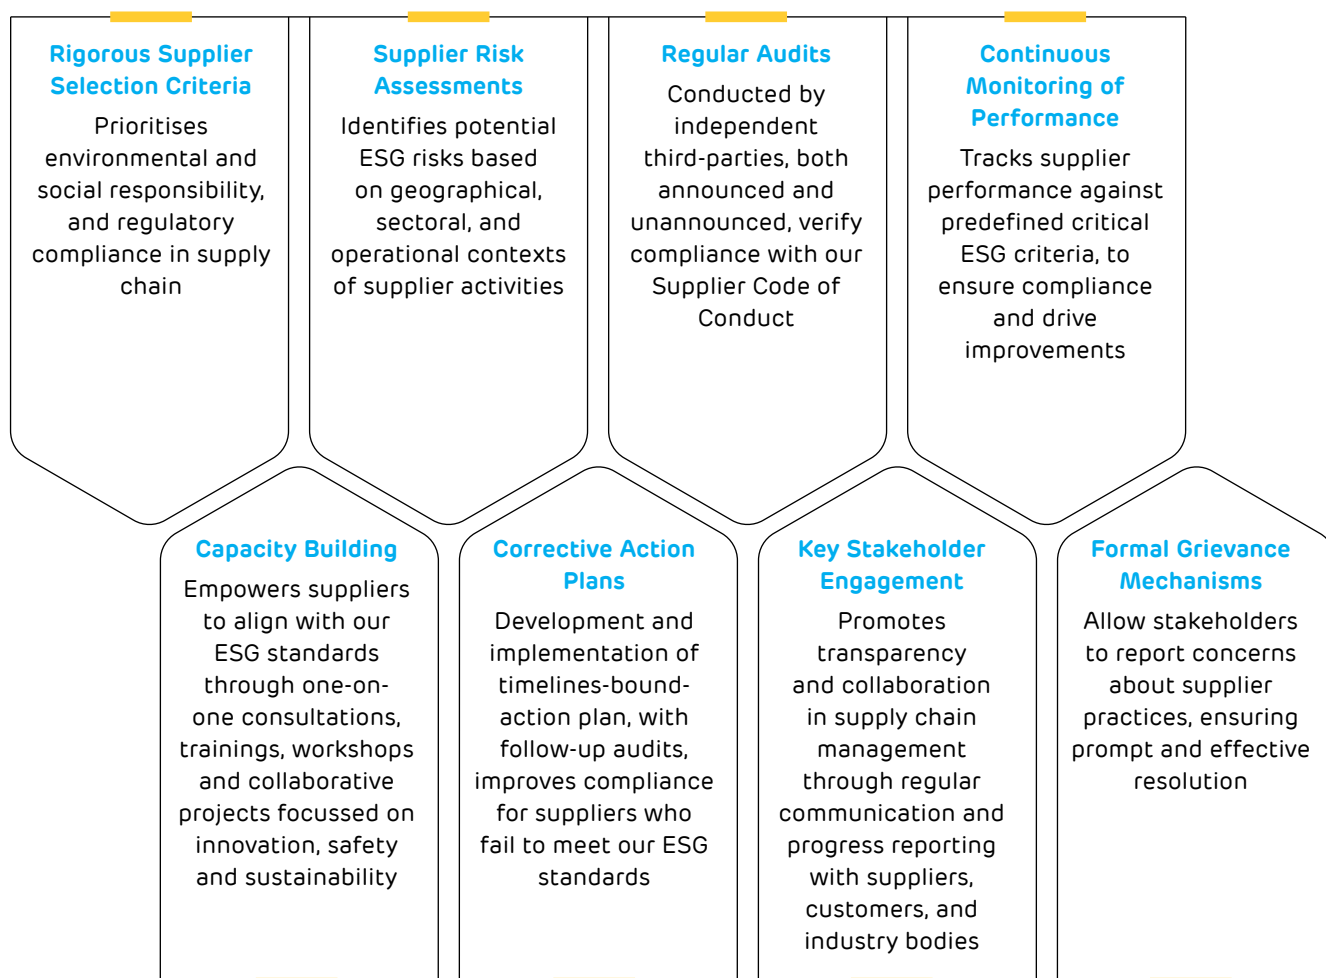 Rigorous Supplier
Selection Criteria
Prioritises
environmental and
social responsibility,
and regulatory
compliance in supply
chain
Supplier Risk
Assessments
Identifies potential
ESG risks based
on geographical,
sectoral, and
operational contexts
of supplier activities
Regular Audits
Conducted by
independent
third-parties, both
announced and
unannounced, verify
compliance with our
Supplier Code of
Conduct
Continuous
Monitoring of
Performance
Tracks supplier
performance against
predefined critical
ESG criteria, to
ensure compliance
and drive
improvements
Capacity Building
Empowers suppliers
to align with our
ESG standards
through one-on-
one consultations,
trainings, workshops
and collaborative
projects focussed on
innovation, safety
and sustainability
Corrective Action
Plans
Development and
implementation of
timelines-bound-
action plan, with
follow-up audits,
improves compliance
for suppliers who
fail to meet our ESG
standards
Key Stakeholder
Engagement
Promotes
transparency
and collaboration
in supply chain
management
through regular
communication and
progress reporting
with suppliers,
customers, and
industry bodies
Formal Grievance
Mechanisms
Allow stakeholders
to report concerns
about supplier
practices, ensuring
prompt and effective
resolution